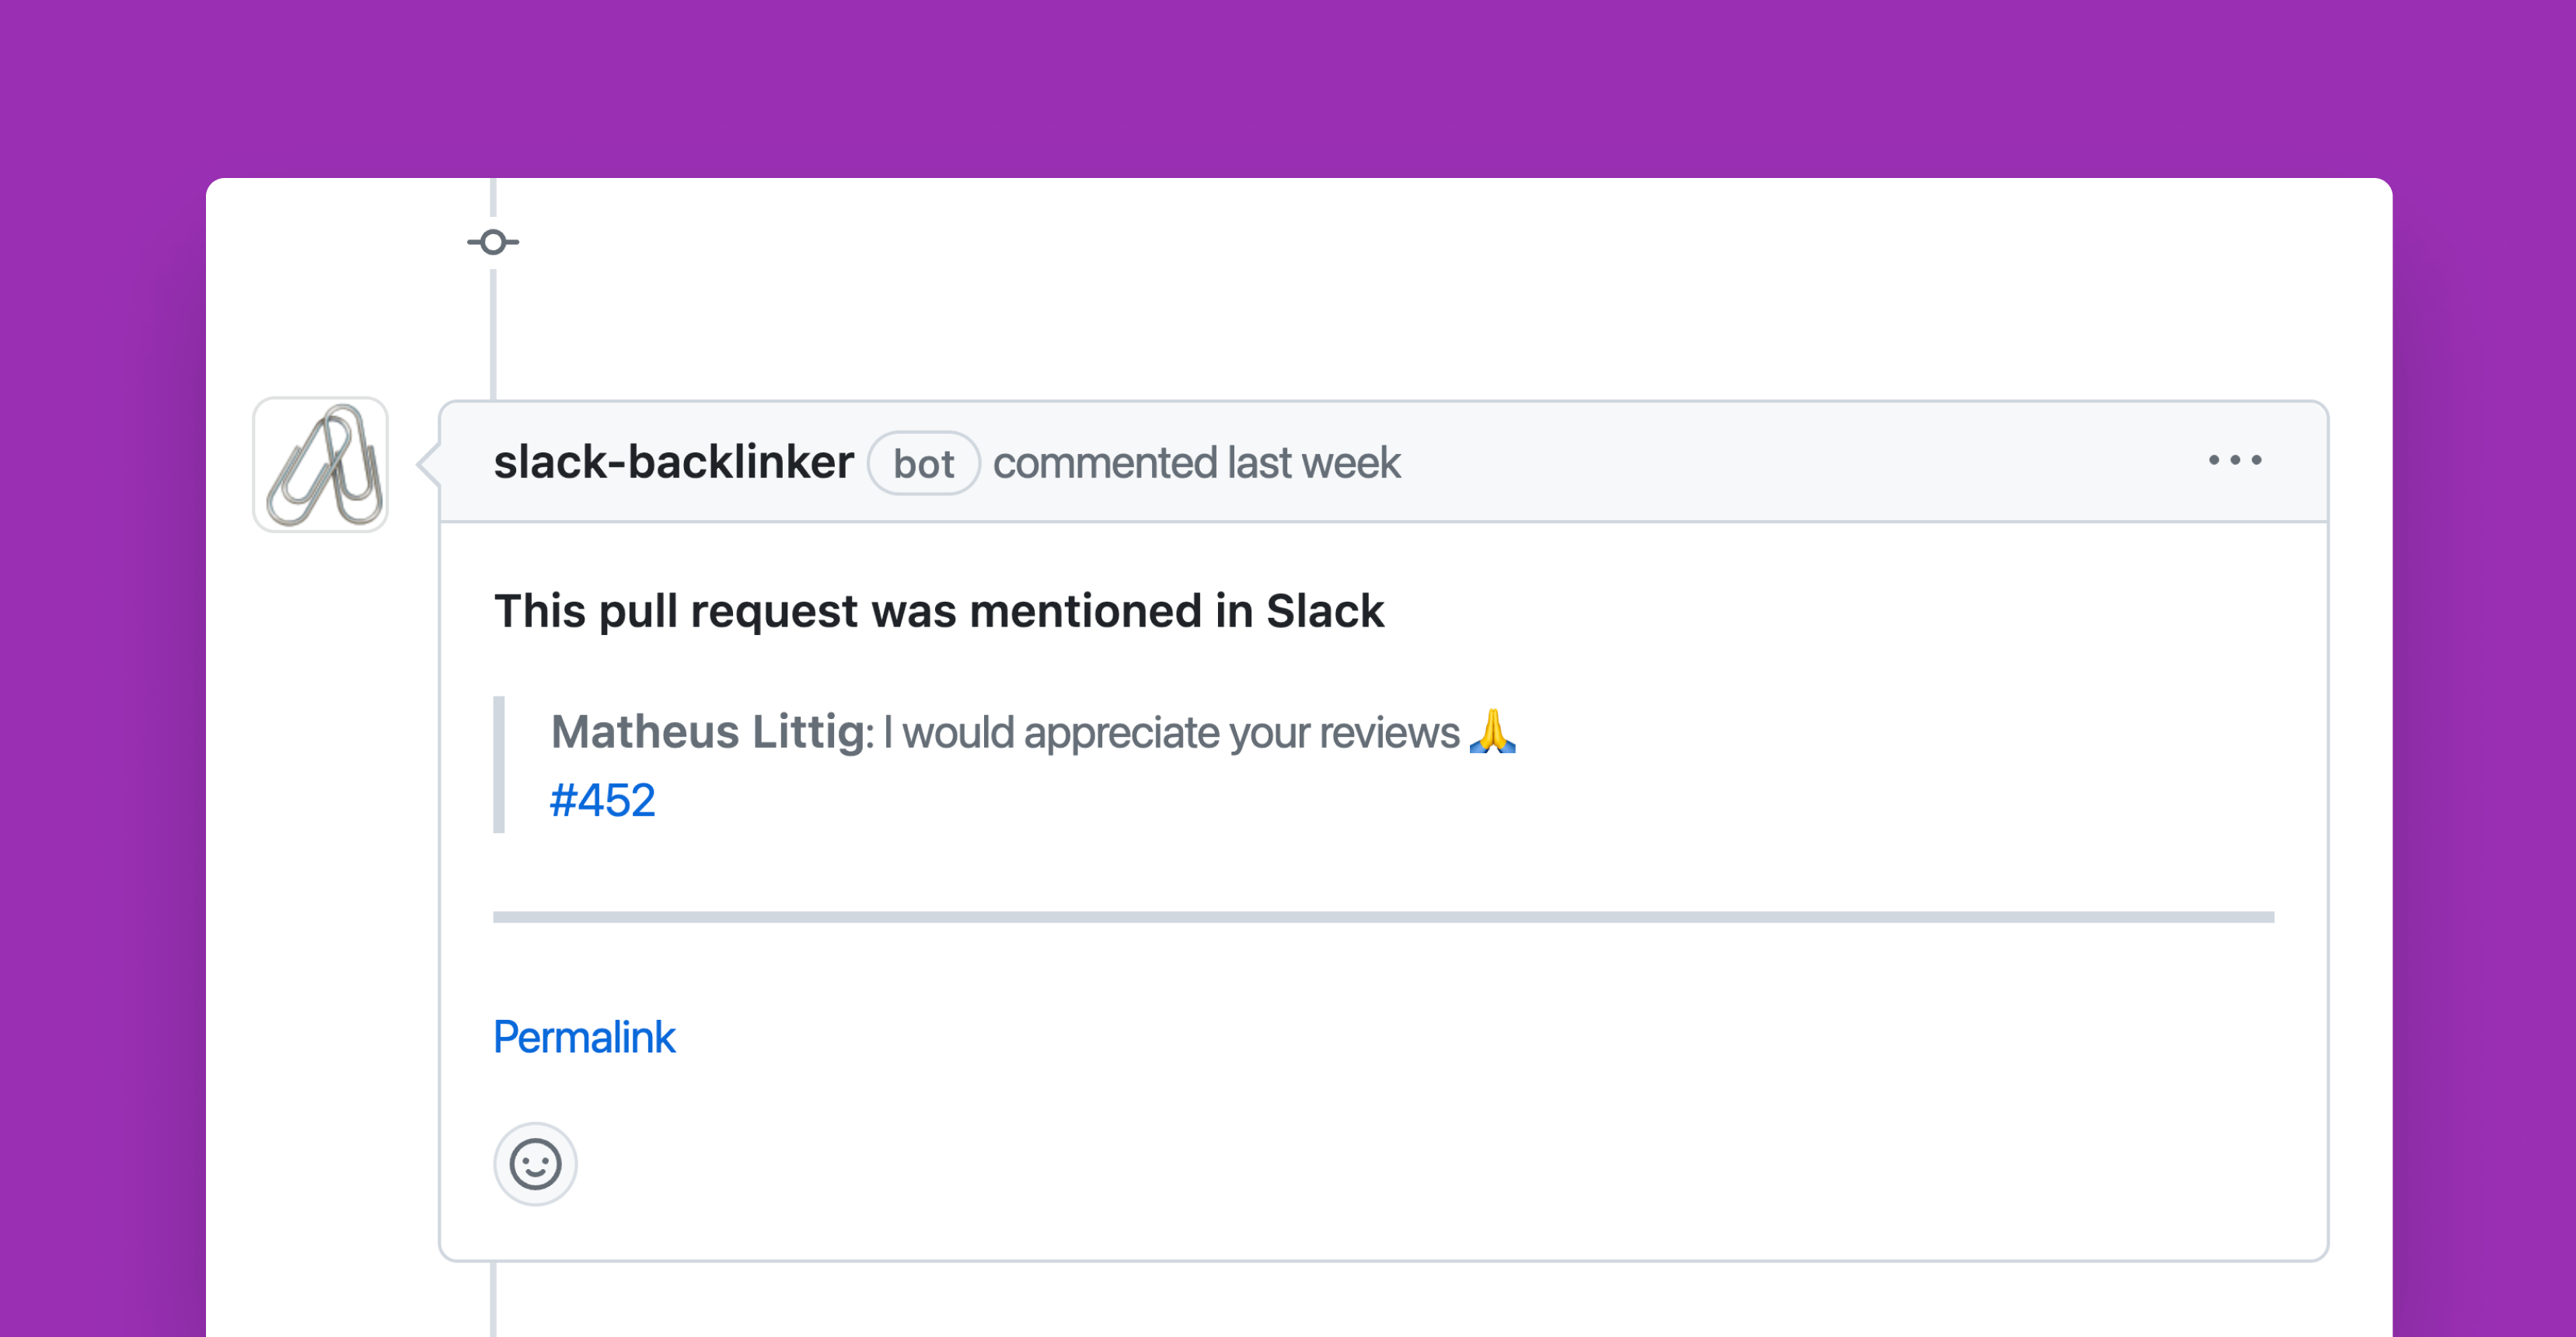 slack-backlinker bot commented last week
This pull request was mentioned in Slack
Matheus Littig: I would appreciate your reviews 🙏
#452
Permalink